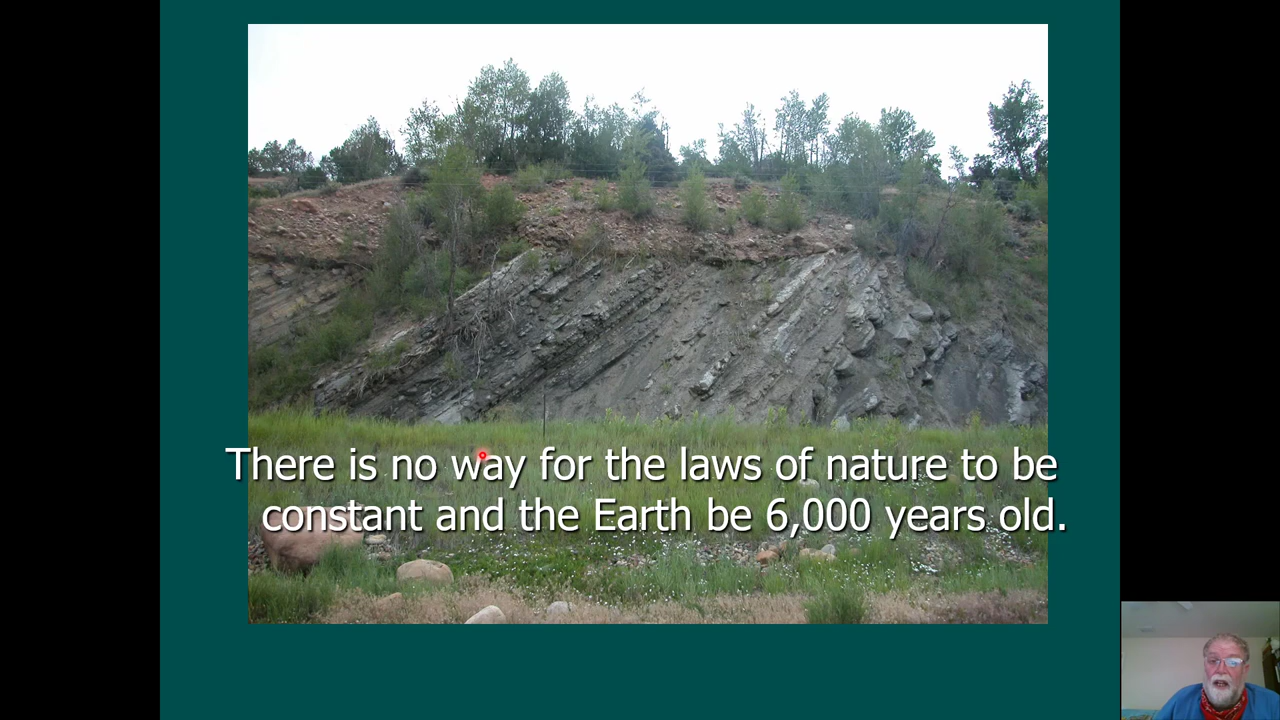 There is no way for the laws of nature to be
constant and the Earth be 6,000 years old.